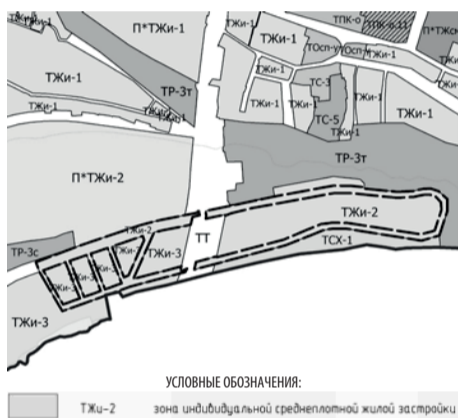 ТЖи-1
ТПК-о
ТПК-о.11
П*ТЖи-1
ТЖи-1
ТОсп-у
ТЖи-1
ТЖи-1
ТР-3т
ТС-3
ТЖи-1
ТЖи-1
ТЖи-1
ТЖи-1
ТЖи-1
ТС-5
ТЖи-1
ТР-3т
П*ТЖи-2
ТЖи-2
ТЖи-2
ТТ
ТЖи-3
ТСХ-1
ТР-3с
ТЖи-3
УСЛОВНЫЕ ОБОЗНАЧЕНИЯ:
ТЖи-2 зона индивидуальной среднеплотной жилой застройки